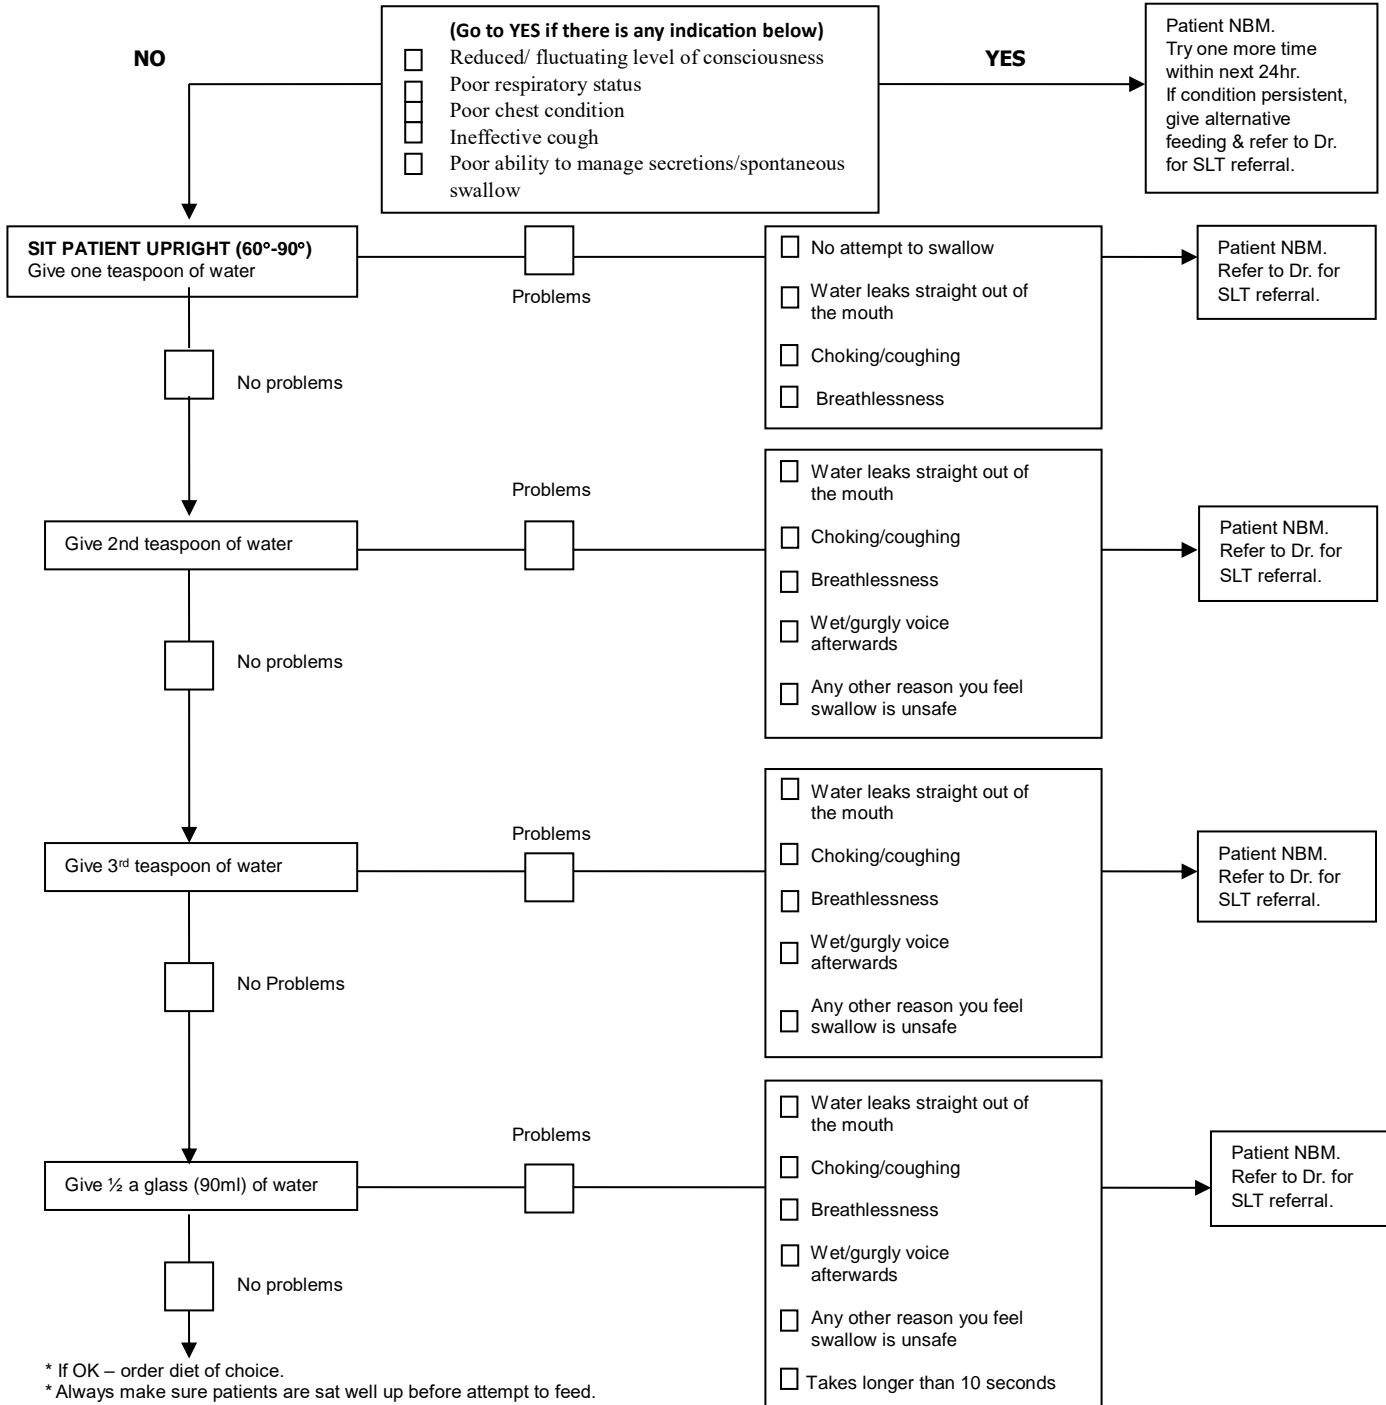 (Go to YES if there is any indication below)
Reduced/ fluctuating level of consciousness
Poor respiratory status
Poor chest condition
Ineffective cough
Poor ability to manage secretions/spontaneous
swallow
NO
YES
Patient NBM.
Try one more time
within next 24hr.
If condition persistent,
give alternative
feeding & refer to Dr.
for SLT referral.
SIT PATIENT UPRIGHT (60°-90°)
Give one teaspoon of water
Problems
No attempt to swallow
Water leaks straight out of
the mouth
Choking/coughing
Breathlessness
Patient NBM.
Refer to Dr. for
SLT referral.
No problems
Give 2nd teaspoon of water
Problems
Water leaks straight out of
the mouth
Choking/coughing
Breathlessness
Wet/gurgly voice
afterwards
Any other reason you feel
swallow is unsafe
Patient NBM.
Refer to Dr. for
SLT referral.
No problems
Give 3rd teaspoon of water
Problems
Water leaks straight out of
the mouth
Choking/coughing
Breathlessness
Wet/gurgly voice
afterwards
Any other reason you feel
swallow is unsafe
Patient NBM.
Refer to Dr. for
SLT referral.
No Problems
Give ½ a glass (90ml) of water
Problems
Water leaks straight out of
the mouth
Choking/coughing
Breathlessness
Wet/gurgly voice
afterwards
Any other reason you feel
swallow is unsafe
Takes longer than 10 seconds
Patient NBM.
Refer to Dr. for
SLT referral.
No problems
* If OK – order diet of choice.
* Always make sure patients are sat well up before attempt to feed.